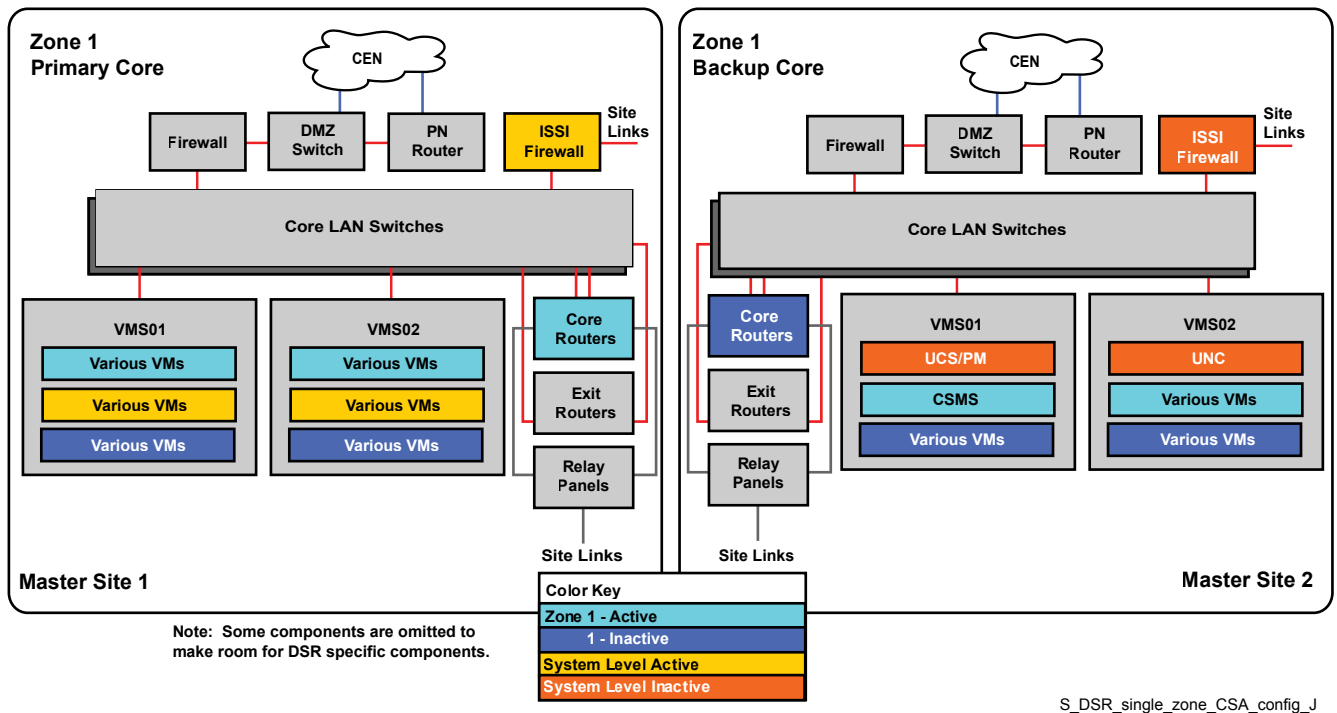 Zone 1
Primary Core
CEN
Firewall
DMZ
Switch
PN
Router
ISSI
Firewall
Site
Links
Core LAN Switches
VMS01
Various VMs
Various VMs
Various VMs
VMS02
Various VMs
Various VMs
Various VMs
Core
Routers
Exit
Routers
Relay
Panels
Site Links
Master Site 1
Zone 1
Backup Core
CEN
Firewall
DMZ
Switch
PN
Router
ISSI
Firewall
Site
Links
Core LAN Switches
Core
Routers
Exit
Routers
Relay
Panels
Site Links
VMS01
UCS/PM
CSMS
Various VMs
VMS02
UNC
Various VMs
Various VMs
Master Site 2
Color Key
Zone 1 - Active
1 - Inactive
System Level Active
System Level Inactive
Note: Some components are omitted to
make room for DSR specific components.
S_DSR_single_zone_CSA_config_J